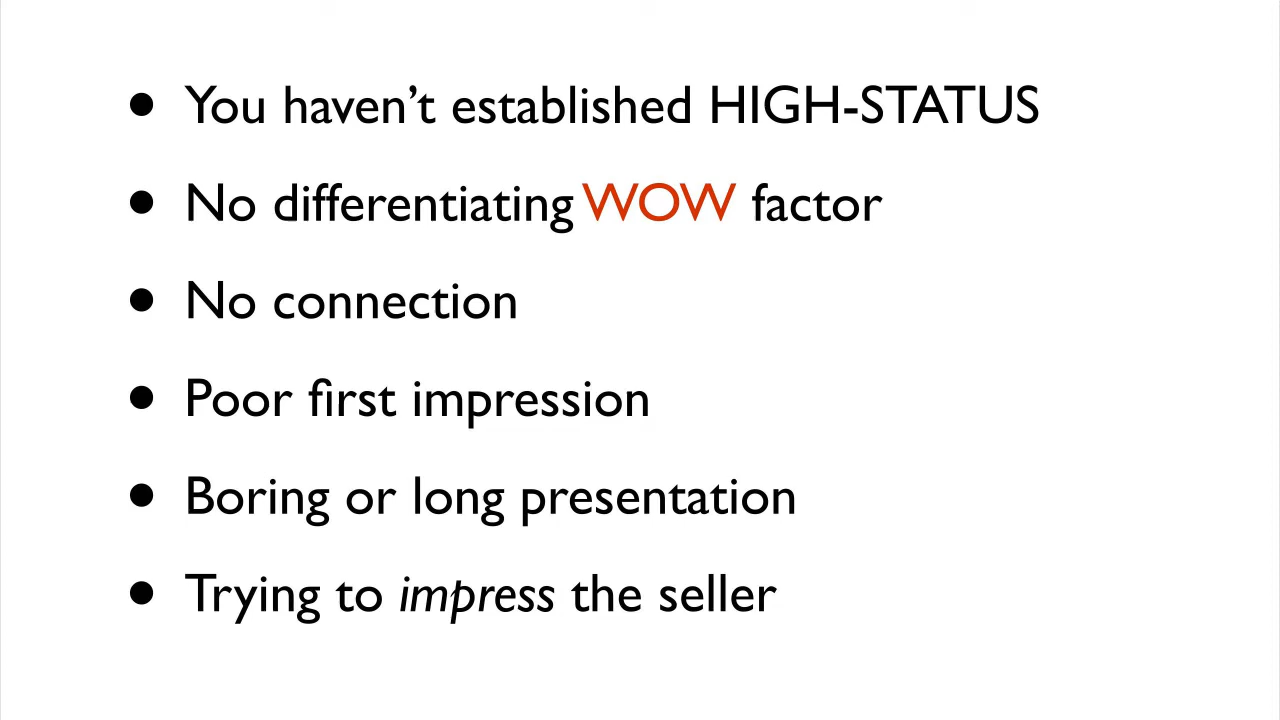 • You haven’t established HIGH-STATUS
• No differentiating WOW factor
• No connection
• Poor first impression
• Boring or long presentation
• Trying to impress the seller